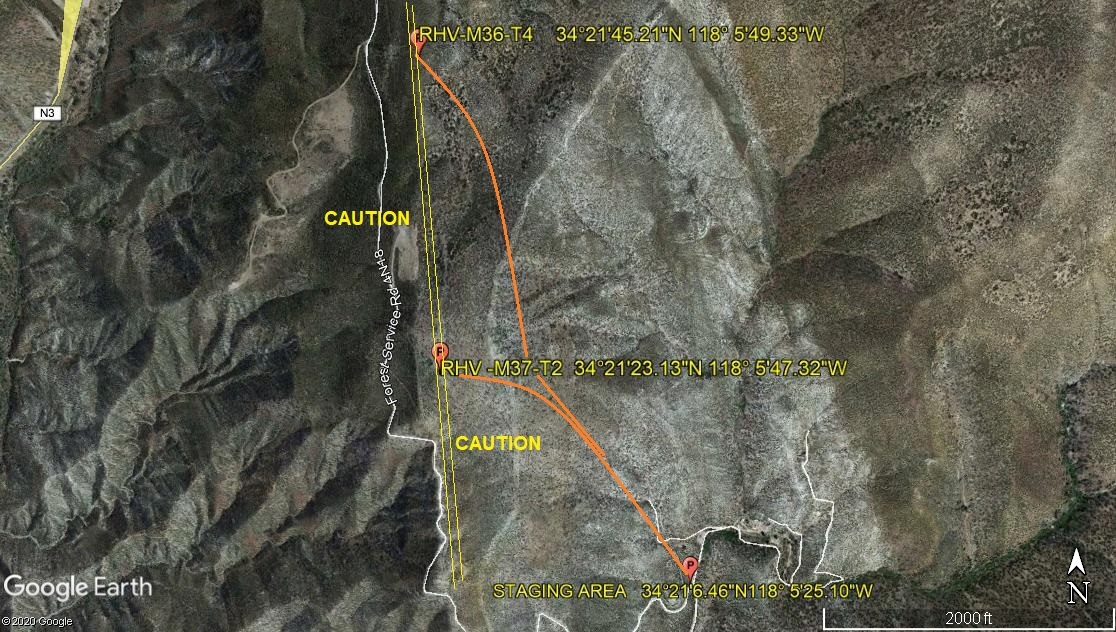 RHV-M36-T4 34°21'45.21"N 118° 5'49.33"W
N3
CAUTION
Forest Service Rd 4N18
P
RHV -M37-T2 34°21'23.13"N 118° 5'47.32"W
CAUTION
P
STAGING AREA 34°21'6.46"N118° 5'25.10"W
Google Earth
N
2000 ft
©2020 Google